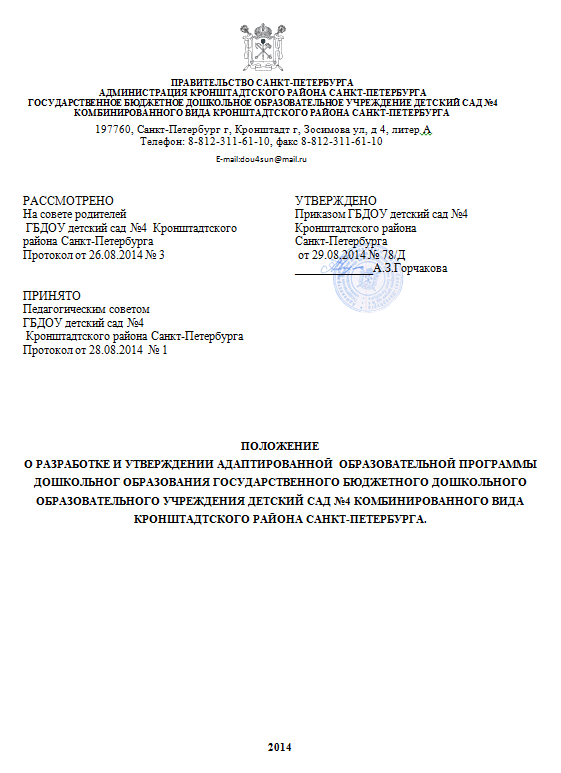 ПРАВИТЕЛЬСТВО САНКТ-ПЕТЕРБУРГА
АДМИНИСТРАЦИЯ КРОНШТАДТСКОГО РАЙОНА САНКТ-ПЕТЕРБУРГА
ГОСУДАРСТВЕННОЕ БЮДЖЕТНОЕ ДОШКОЛЬНОЕ ОБРАЗОВАТЕЛЬНОЕ УЧРЕЖДЕНИЕ ДЕТСКИЙ САД №4
КОМБИНИРОВАННОГО ВИДА КРОНШТАДТСКОГО РАЙОНА САНКТ-ПЕТЕРБУРГА
197760, Санкт-Петербург г, Кронштадт г, Зосимова ул, д 4, литер А
Телефон: 8-812-311-61-10, факс 8-812-311-61-10
E-mail:dou4sun@mail.ru
РАССМОТРЕНО
На совете родителей
ГБДОУ детский сад №4 Кронштадтского
района Санкт-Петербурга
Протокол от 26.08.2014 № 3
УТВЕРЖДЕНО
Приказом ГБДОУ детский сад №4
Кронштадтского района
Санкт-Петербурга
от 29.08.2014 № 78/Д
_____________А.З.Горчакова
ПРИНЯТО
Педагогическим советом
ГБДОУ детский сад №4
Кронштадтского района Санкт-Петербурга
Протокол от 28.08.2014 № 1
ПОЛОЖЕНИЕ
О РАЗРАБОТКЕ И УТВЕРЖДЕНИИ АДАПТИРОВАННОЙ ОБРАЗОВАТЕЛЬНОЙ ПРОГРАММЫ
ДОШКОЛЬНОГ ОБРАЗОВАНИЯ ГОСУДАРСТВЕННОГО БЮДЖЕТНОГО ДОШКОЛЬНОГО
ОБРАЗОВАТЕЛЬНОГО УЧРЕЖДЕНИЯ ДЕТСКИЙ САД №4 КОМБИНИРОВАННОГО ВИДА
КРОНШТАДТСКОГО РАЙОНА САНКТ-ПЕТЕРБУРГА.
2014